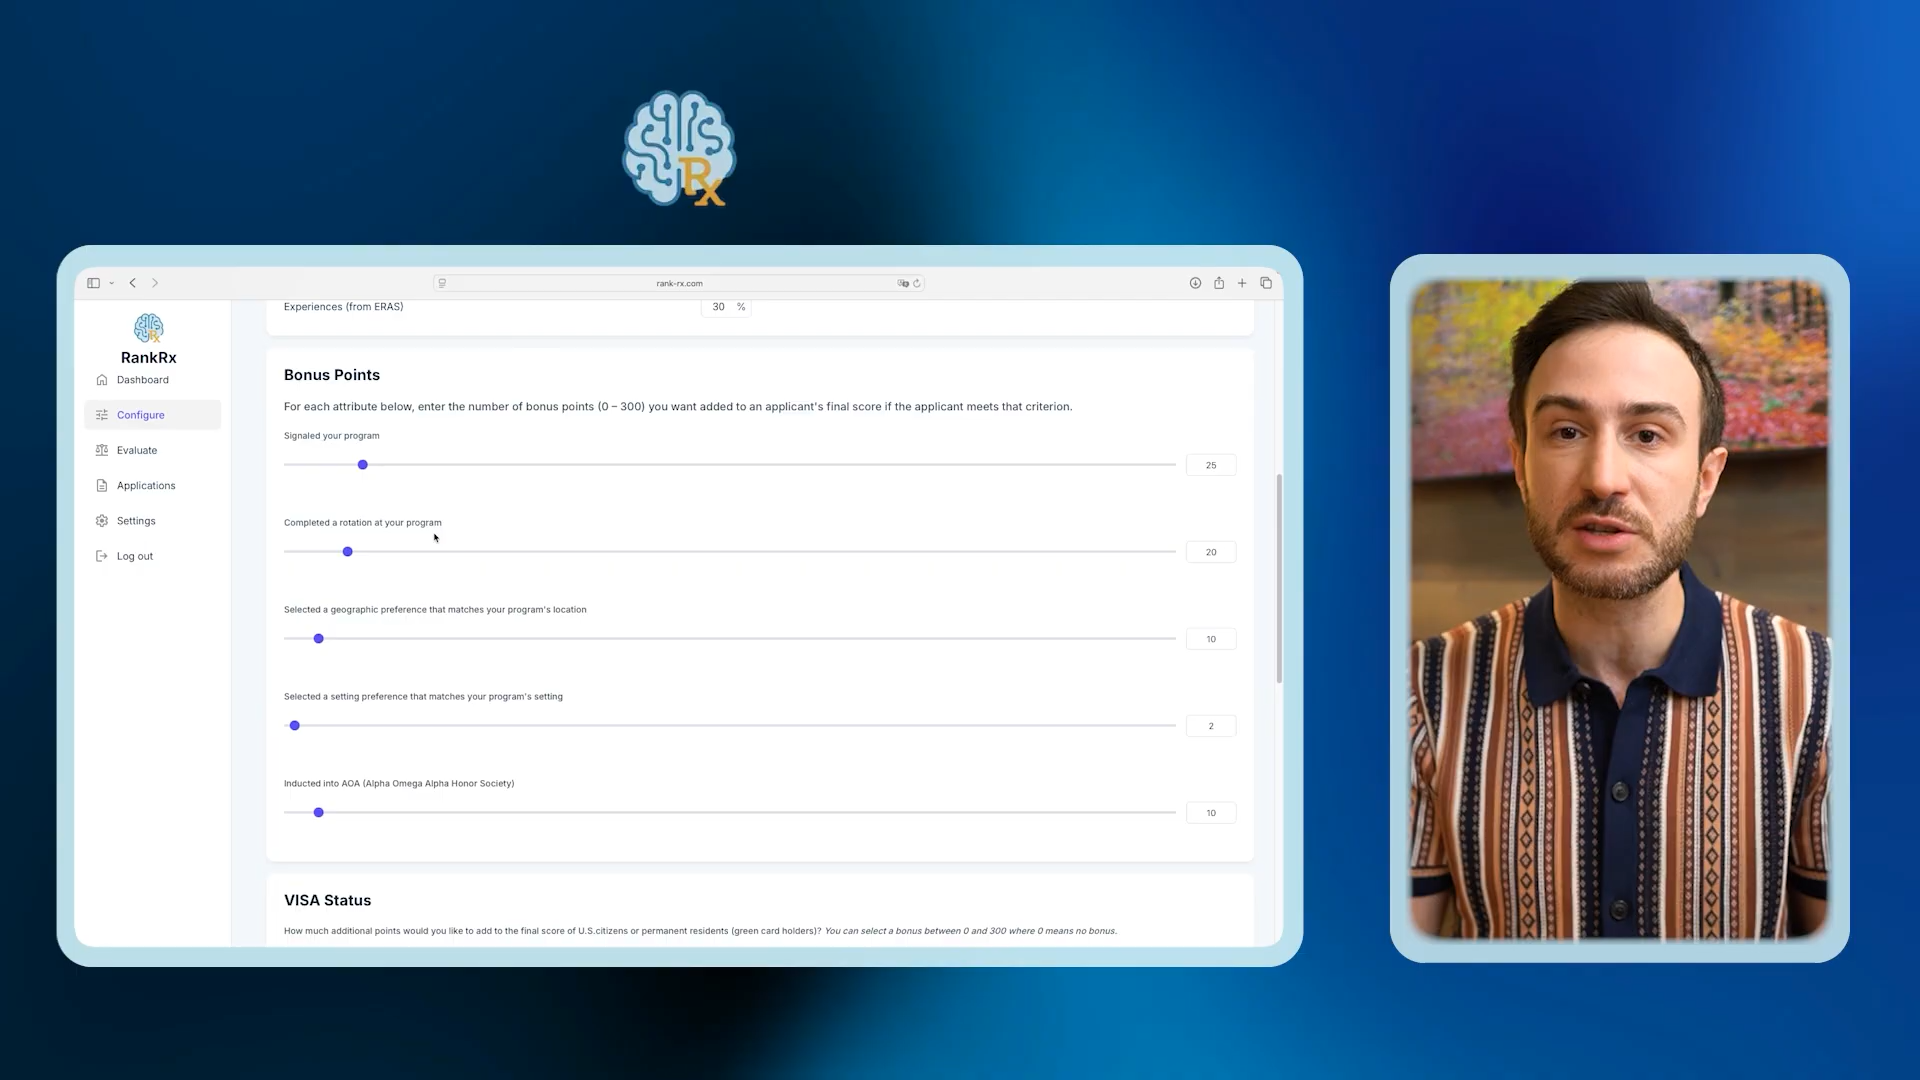 Rx
rank-rx.com
RankRx
Dashboard
Configure
Evaluate
Applications
Settings
Log out
Experiences (from ERAS)
30 %
Bonus Points
For each attribute below, enter the number of bonus points (0 – 300) you want added to an applicant's final score if the applicant meets that criterion.
Signaled your program
25
Completed a rotation at your program
20
Selected a geographic preference that matches your program's location
10
Selected a setting preference that matches your program's setting
2
Inducted into AOA (Alpha Omega Alpha Honor Society)
10
VISA Status
How much additional points would you like to add to the final score of U.S.citizens or permanent residents (green card holders)? You can select a bonus between 0 and 300 where 0 means no bonus.